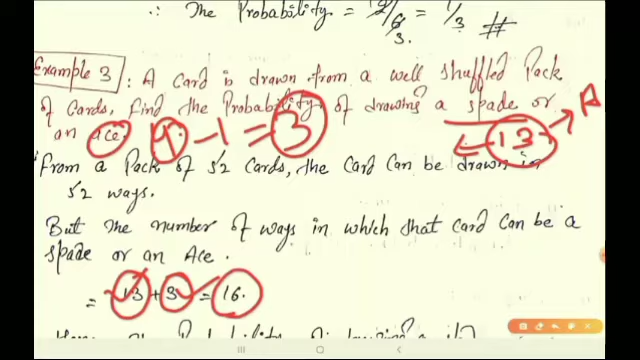 ∴ The Probability = 12/6/3. = 1/3 #
Example 3 : A Card is drawn from a well shuffled Pack
of Cards, find the Probability of drawing a spade or
an ace. 4 - 1 = 3 13 → A
From a Pack of 52 Cards, the Card can be drawn in
52 ways.
But the number of ways in which that card can be a
spade or an Ace.
= 13 + 3 = 16.